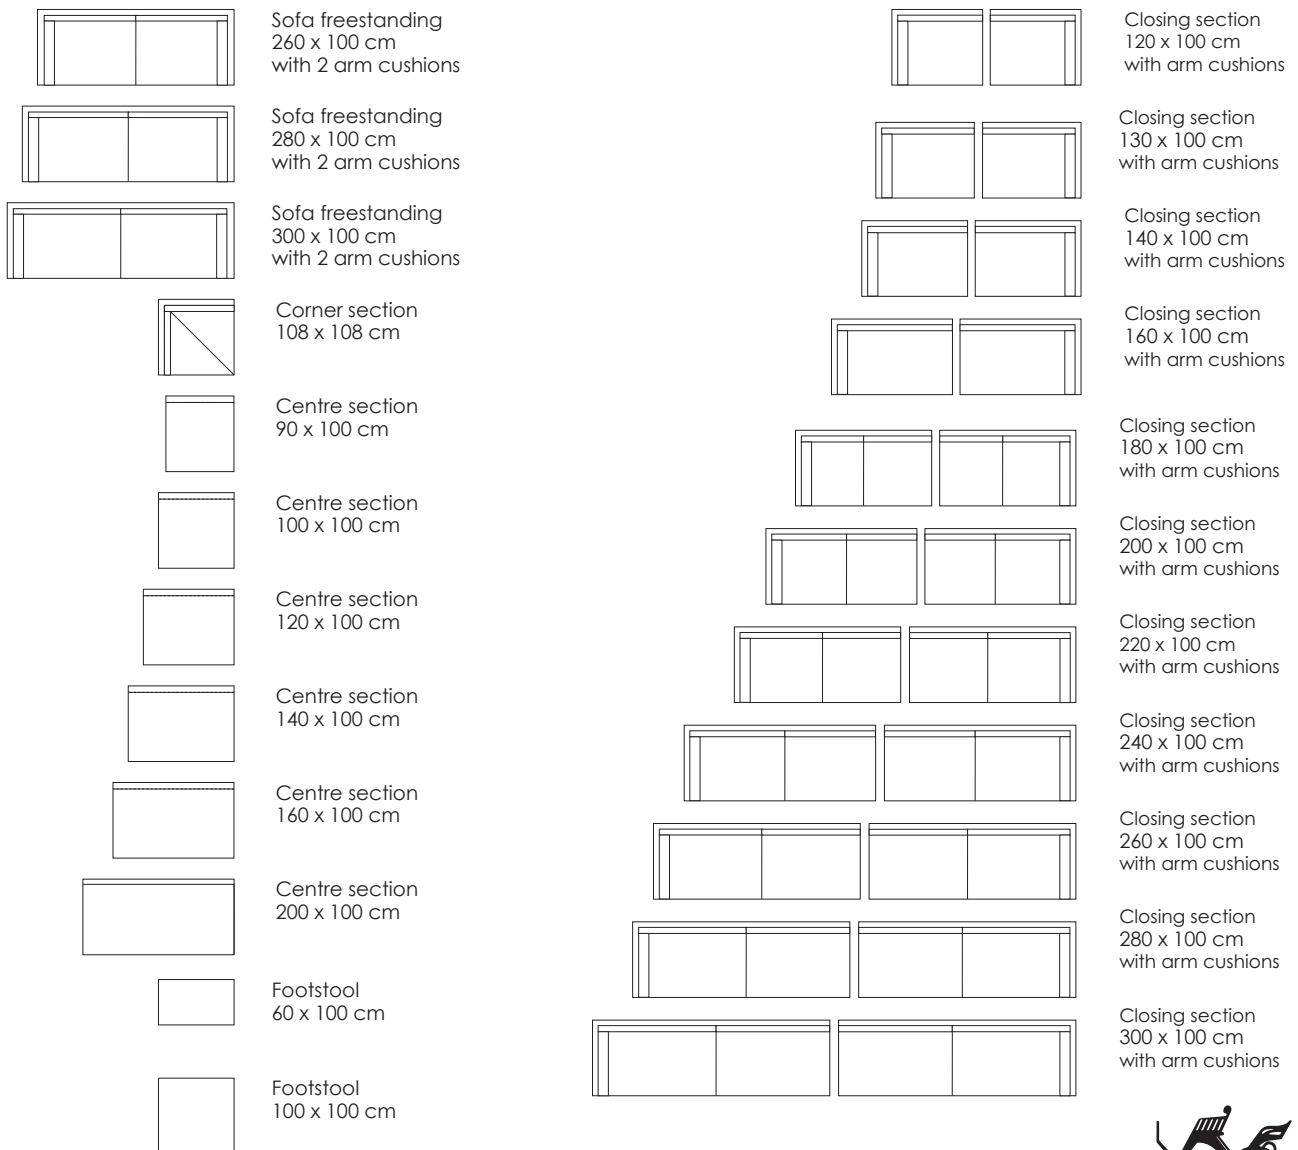 Sofa freestanding
260 x 100 cm
with 2 arm cushions
Sofa freestanding
280 x 100 cm
with 2 arm cushions
Sofa freestanding
300 x 100 cm
with 2 arm cushions
Corner section
108 x 108 cm
Centre section
90 x 100 cm
Centre section
100 x 100 cm
Centre section
120 x 100 cm
Centre section
140 x 100 cm
Centre section
160 x 100 cm
Centre section
200 x 100 cm
Footstool
60 x 100 cm
Footstool
100 x 100 cm
Closing section
120 x 100 cm
with arm cushions
Closing section
130 x 100 cm
with arm cushions
Closing section
140 x 100 cm
with arm cushions
Closing section
160 x 100 cm
with arm cushions
Closing section
180 x 100 cm
with arm cushions
Closing section
200 x 100 cm
with arm cushions
Closing section
220 x 100 cm
with arm cushions
Closing section
240 x 100 cm
with arm cushions
Closing section
260 x 100 cm
with arm cushions
Closing section
280 x 100 cm
with arm cushions
Closing section
300 x 100 cm
with arm cushions